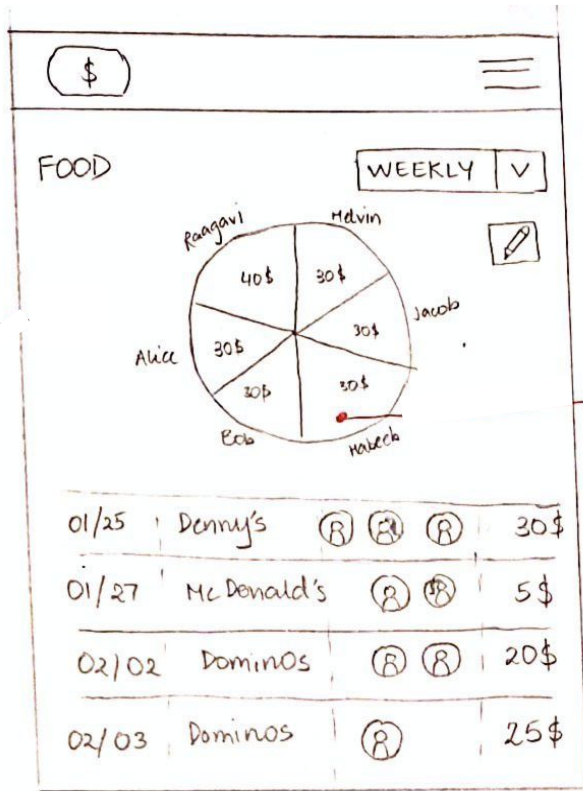 $
FOOD
WEEKLY V
Raagavi
Melvin
40$
30$
Jacob
30$
Alice
30$
30$
30$
Bob
Habeeb
01/25 Denny's 30$
01/27 McDonald's 5$
02/02 Dominos 20$
02/03 Dominos 25$